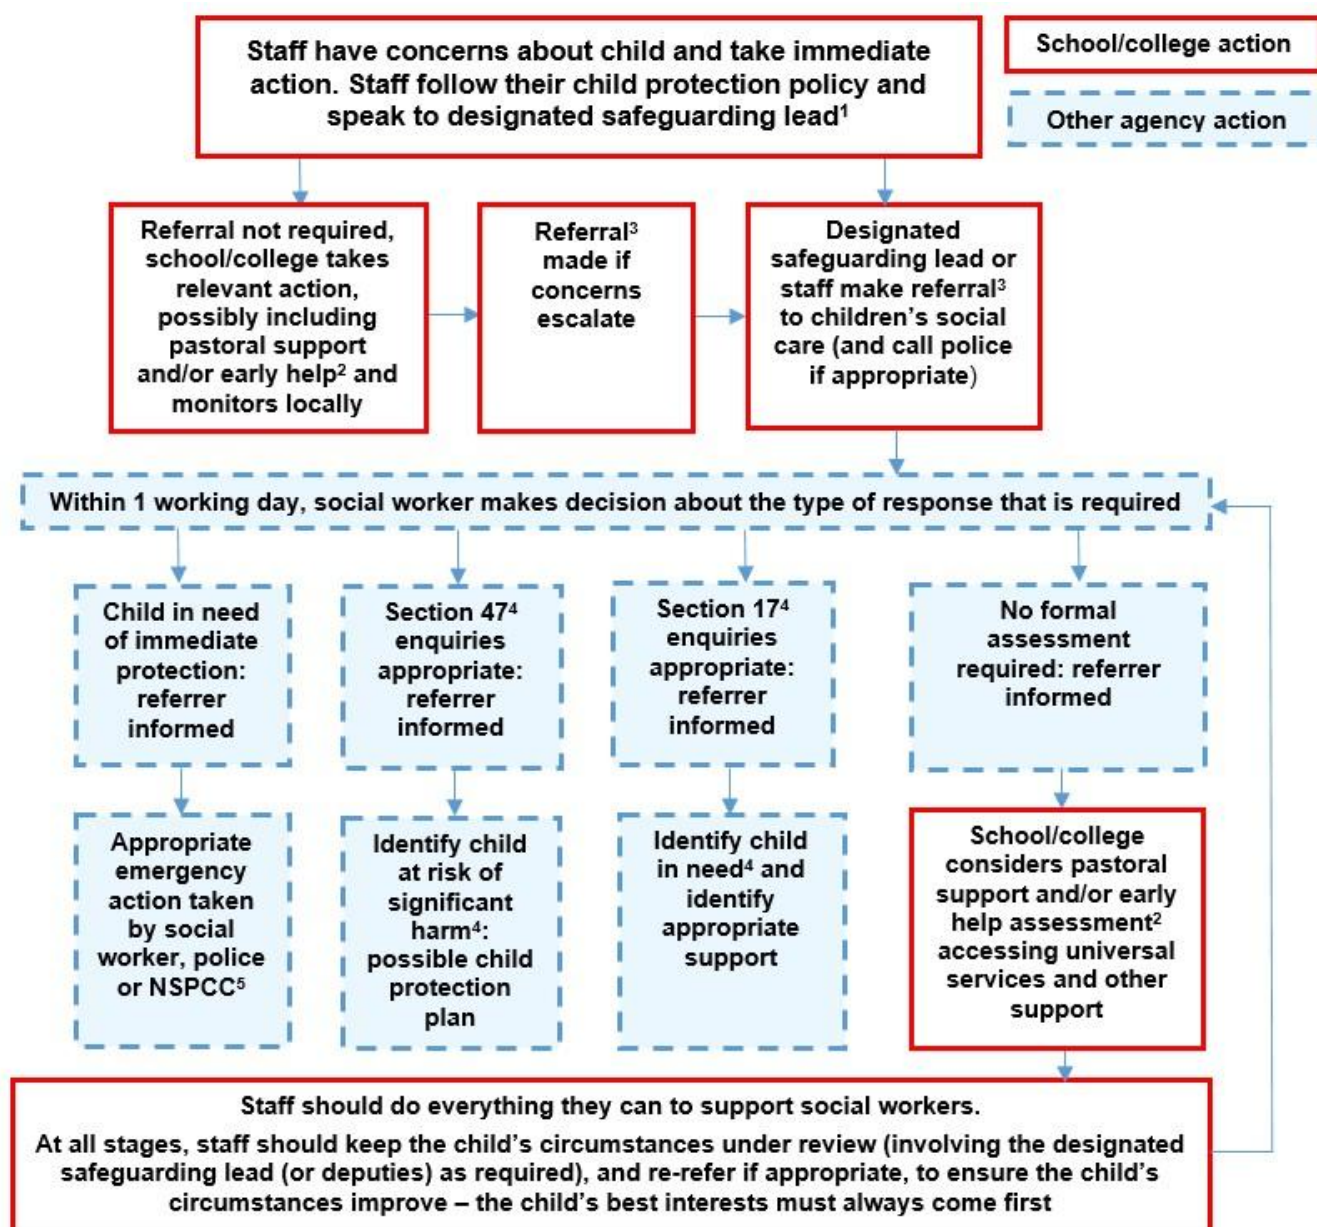 Staff have concerns about child and take immediate
action. Staff follow their child protection policy and
speak to designated safeguarding lead¹
School/college action
Other agency action
Referral not required,
school/college takes
relevant action,
possibly including
pastoral support
and/or early help² and
monitors locally
Referral³
made if
concerns
escalate
Designated
safeguarding lead or
staff make referral³
to children’s social
care (and call police
if appropriate)
Within 1 working day, social worker makes decision about the type of response that is required
Child in need
of immediate
protection:
referrer
informed
Section 47⁴
enquiries
appropriate:
referrer
informed
Section 17⁴
enquiries
appropriate:
referrer
informed
No formal
assessment
required: referrer
informed
Appropriate
emergency
action taken
by social
worker, police
or NSPCC⁵
Identify child
at risk of
significant
harm⁴:
possible child
protection
plan
Identify child
in need⁴ and
identify
appropriate
support
School/college
considers pastoral
support and/or early
help assessment²
accessing universal
services and other
support
Staff should do everything they can to support social workers.
At all stages, staff should keep the child’s circumstances under review (involving the designated
safeguarding lead (or deputies) as required), and re-refer if appropriate, to ensure the child’s
circumstances improve – the child’s best interests must always come first